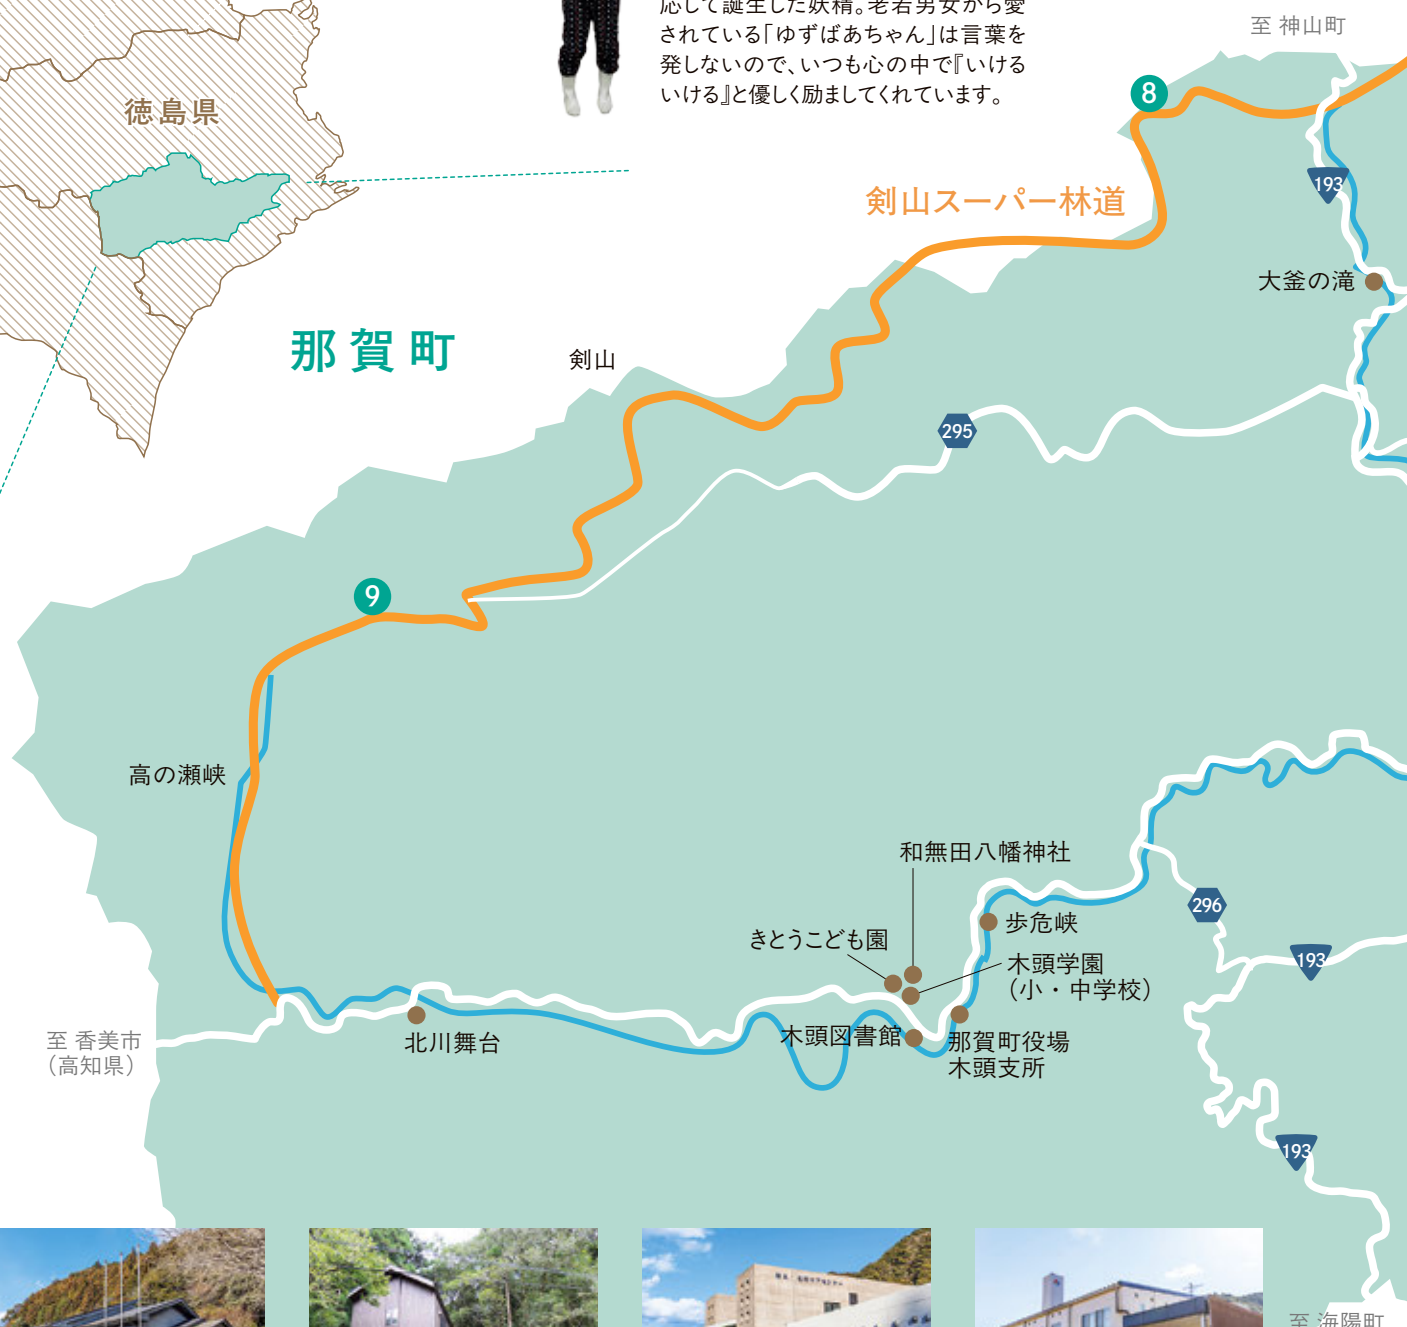 応して誕生した妖精。老若男女から愛
されている「ゆずばあちゃん」は言葉を
発しないので、いつも心の中で『いける
いける』と優しく励ましてくれています。
至 神山町
徳島県
8
剣山スーパー林道
193
大釜の滝
那賀町
剣山
295
9
高の瀬峡
和無田八幡神社
296
歩危峡
きとうこども園
193
木頭学園
（小・中学校）
至 香美市
（高知県）
北川舞台
木頭図書館
那賀町役場
木頭支所
193
至 海陽町